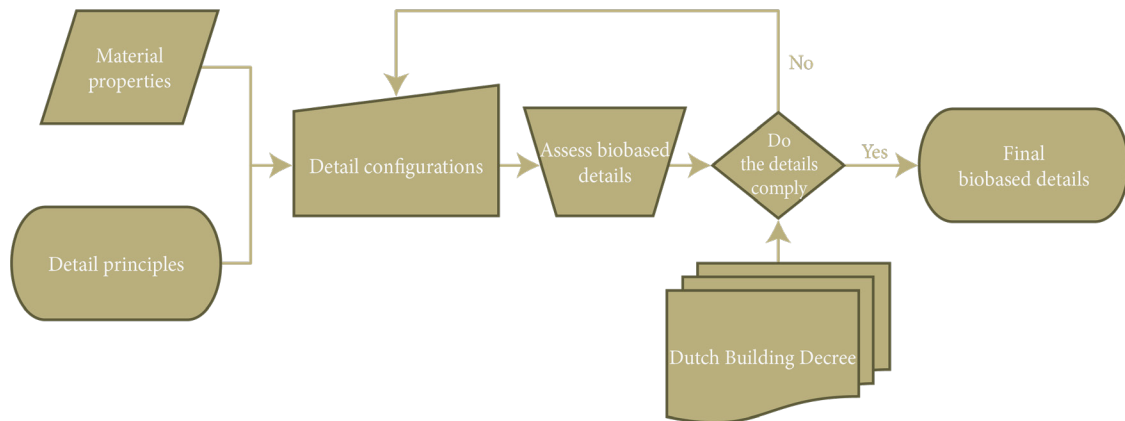 Material
properties
Detail principles
Detail configurations
Assess biobased
details
Do
the details
comply
No
Yes
Final
biobased details
Dutch Building Decree